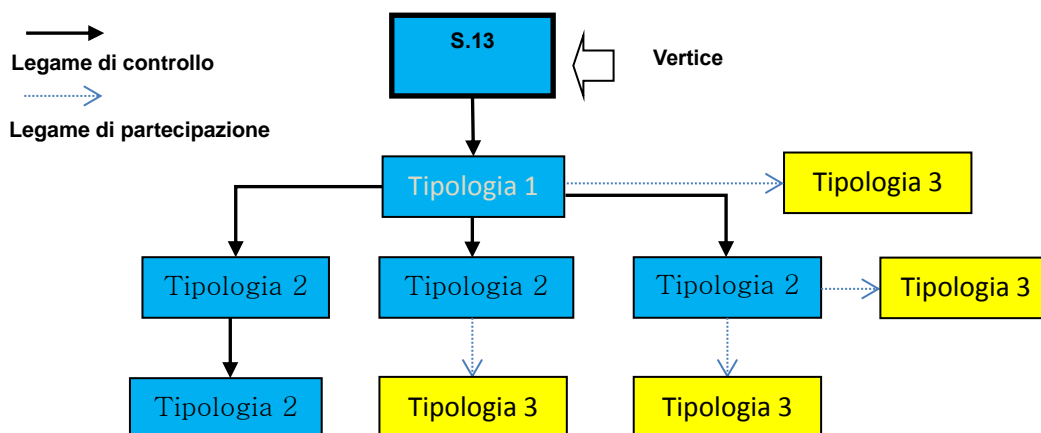 S.13
Legame di controllo
Vertice
Legame di partecipazione
Tipologia 1
Tipologia 3
Tipologia 2
Tipologia 2
Tipologia 2
Tipologia 3
Tipologia 2
Tipologia 3
Tipologia 3